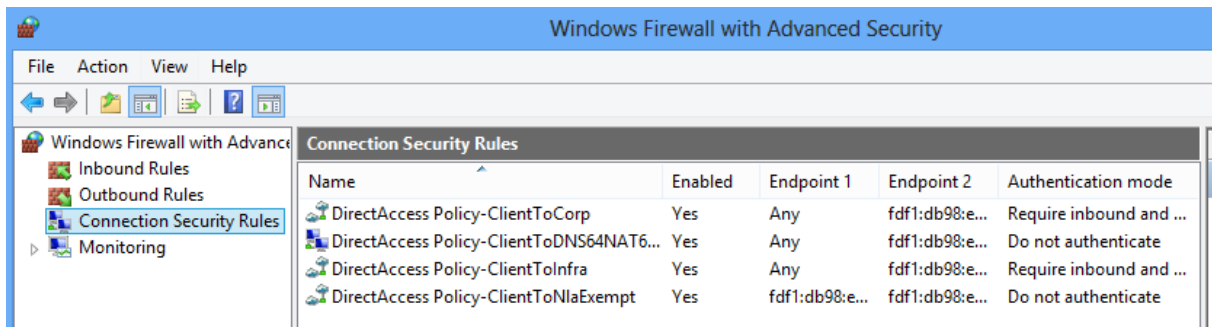 Windows Firewall with Advanced Security
File Action View Help
Windows Firewall with Advance
Inbound Rules
Outbound Rules
Connection Security Rules
Monitoring
Connection Security Rules
Name Enabled Endpoint 1 Endpoint 2 Authentication mode
DirectAccess Policy-ClientToCorp Yes Any fdf1:db98:e... Require inbound and ...
DirectAccess Policy-ClientToDNS64NAT6... Yes Any fdf1:db98:e... Do not authenticate
DirectAccess Policy-ClientToInfra Yes Any fdf1:db98:e... Require inbound and ...
DirectAccess Policy-ClientToNlaExempt Yes fdf1:db98:e... fdf1:db98:e... Do not authenticate